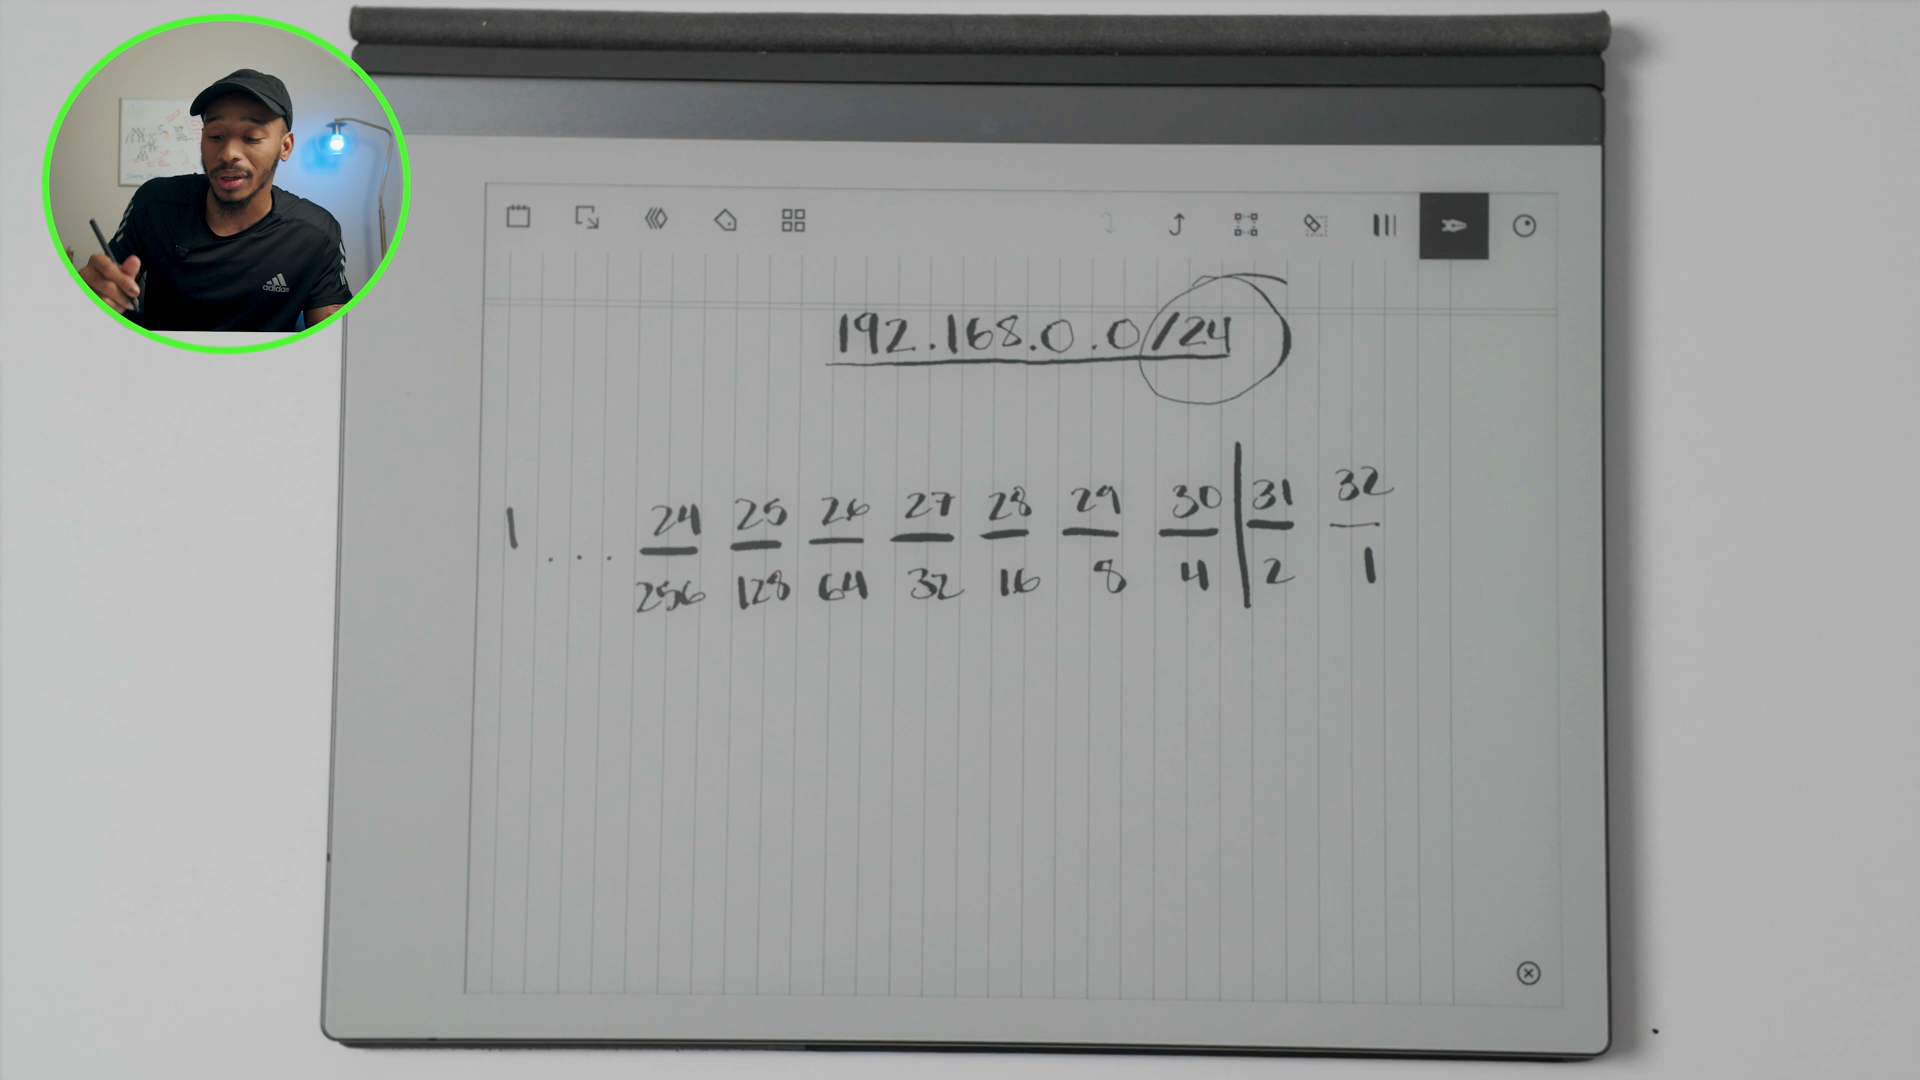 adidas
192.168.0.0/24
1 ... 24 25 26 27 28 29 30 31 32
256 128 64 32 16 8 4 2 1